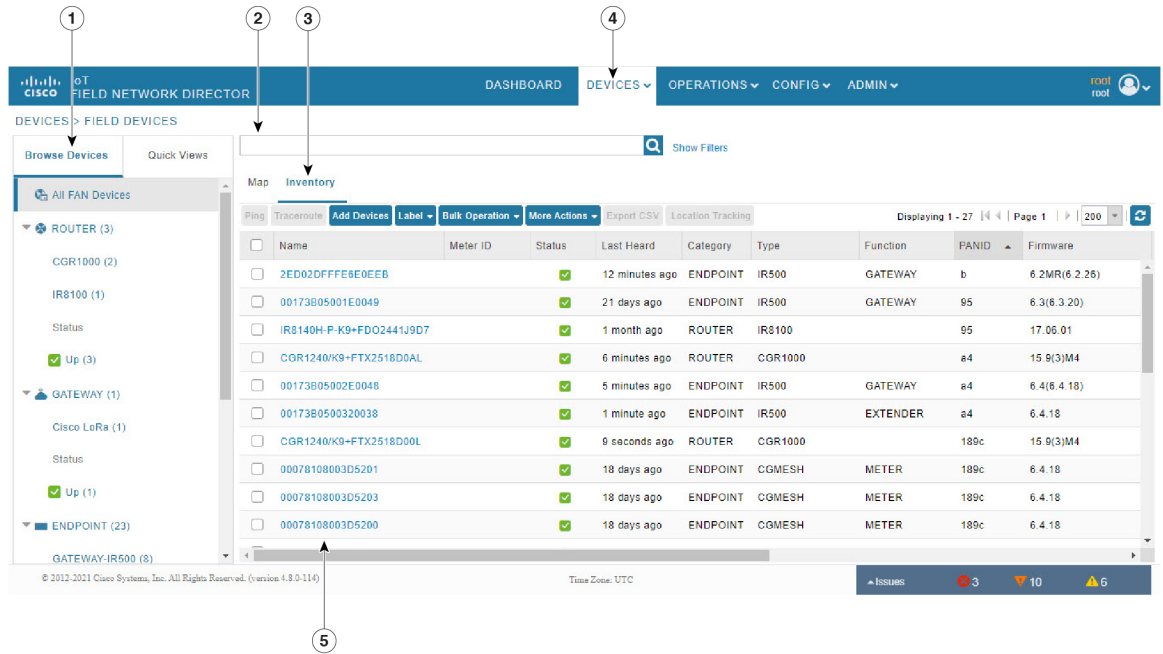 1 2 3 4
CISCO IoT FIELD NETWORK DIRECTOR
DASHBOARD DEVICES OPERATIONS CONFIG ADMIN root root
DEVICES > FIELD DEVICES
Browse Devices Quick Views
Show Filters
All FAN Devices
ROUTER (3)
CGR1000 (2)
IR8100 (1)
Status
Up (3)
GATEWAY (1)
Cisco LoRa (1)
Status
Up (1)
ENDPOINT (23)
GATEWAY-IR500 (8)
Map Inventory
Ping Traceroute Add Devices Label Bulk Operation More Actions Export CSV Location Tracking Displaying 1 - 27 Page 1 200
Name Meter ID Status Last Heard Category Type Function PANID Firmware
2ED02DFFFE6E0EEB 12 minutes ago ENDPOINT IR500 GATEWAY b 6.2MR(6.2.26)
00173B05001E0049 21 days ago ENDPOINT IR500 GATEWAY 95 6.3(6.3.20)
IR8140H-P-K9+FDO2441J9D7 1 month ago ROUTER IR8100 95 17.06.01
CGR1240/K9+FTX2518D0AL 6 minutes ago ROUTER CGR1000 a4 15.9(3)M4
00173B05002E0048 5 minutes ago ENDPOINT IR500 GATEWAY a4 6.4(6.4.18)
00173B0500320038 1 minute ago ENDPOINT IR500 EXTENDER a4 6.4.18
CGR1240/K9+FTX2518D00L 9 seconds ago ROUTER CGR1000 189c 15.9(3)M4
00078108003D5201 18 days ago ENDPOINT CGMESH METER 189c 6.4.18
00078108003D5203 18 days ago ENDPOINT CGMESH METER 189c 6.4.18
00078108003D5200 18 days ago ENDPOINT CGMESH METER 189c 6.4.18
© 2012-2021 Cisco Systems, Inc. All Rights Reserved. (version 4.8.0-114) Time Zone: UTC Issues 3 10 6
5